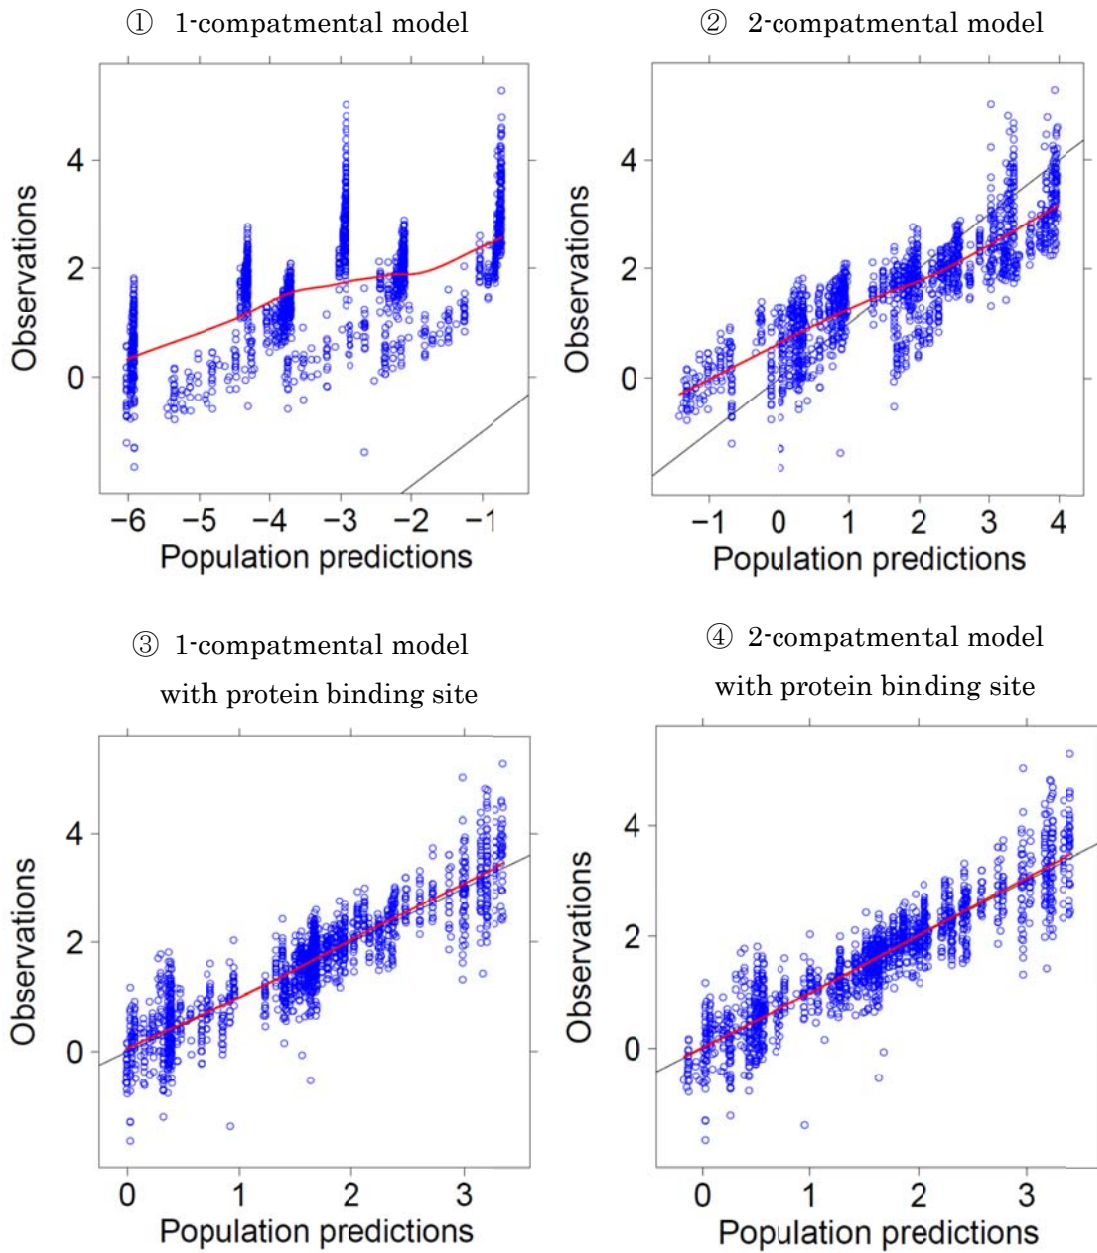 ① 1-compatmental model
② 2-compatmental model
Observations
4
2
0
−6 −5 −4 −3 −2 −1
Population predictions
Observations
4
2
0
−1 0 1 2 3 4
Population predictions
③ 1-compatmental model
with protein binding site
④ 2-compatmental model
with protein binding site
Observations
4
2
0
0 1 2 3
Population predictions
Observations
4
2
0
0 1 2 3
Population predictions